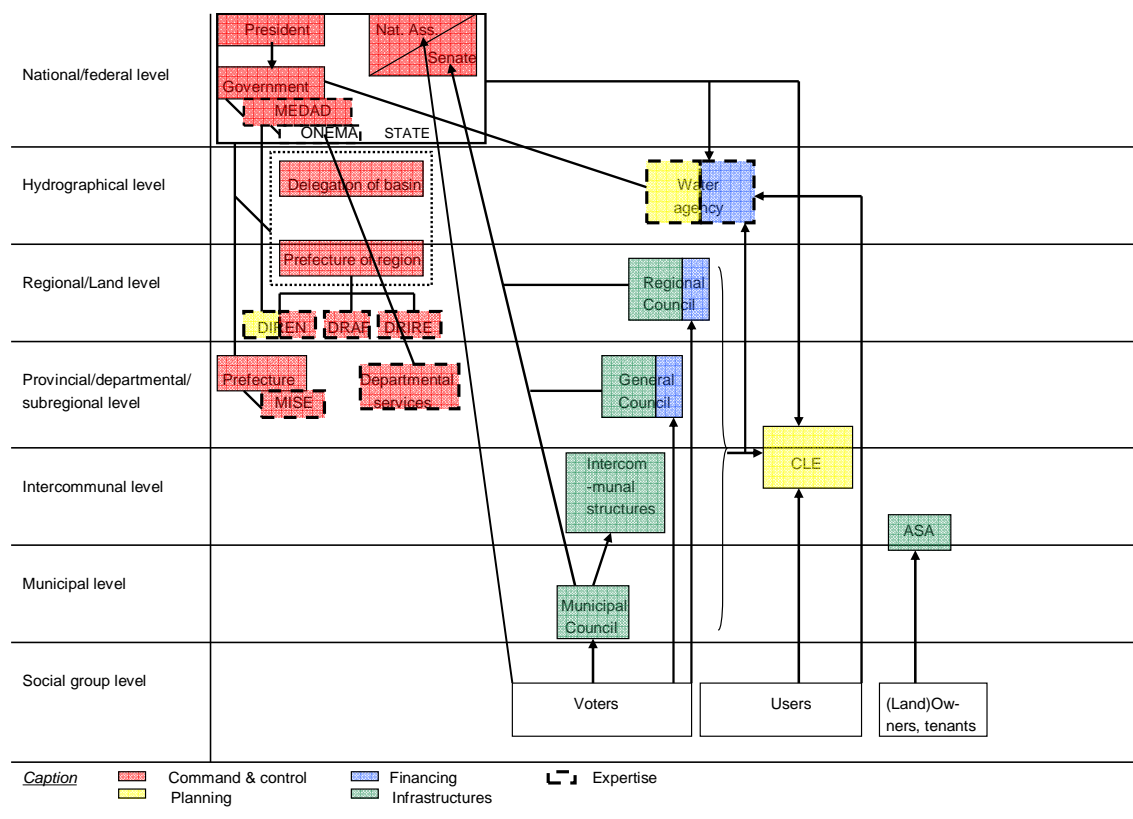 President
Nat. Ass
Senate
National/federal level
Government
MEDAD
ONEMA
STATE
Hydrographical level
Delegation of basin
Water
agency
Prefecture of region
Regional/Land level
Regional
Council
DIREN
DRAF
DRIRE
Provincial/departmental/
subregional level
Prefecture
MISE
Departmental
services
General
Council
Intercommunal level
Intercom
-munal
structures
CLE
ASA
Municipal level
Municipal
Council
Social group level
Voters
Users
(Land)Ow-
ners, tenants
Caption
Command & control
Financing
Expertise
Planning
Infrastructures